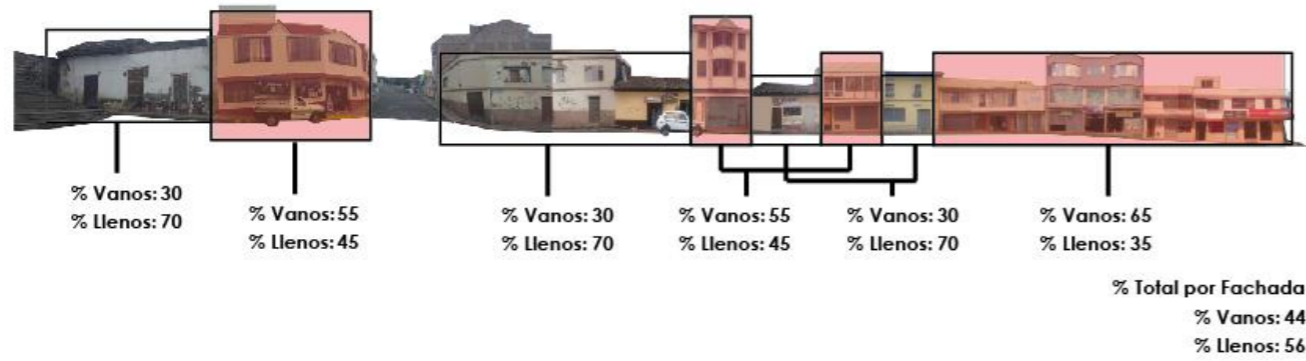 % Vanos: 30
% Llenos: 70
% Vanos: 55
% Llenos: 45
% Vanos: 30
% Llenos: 70
% Vanos: 55
% Llenos: 45
% Vanos: 30
% Llenos: 70
% Vanos: 65
% Llenos: 35
% Total por Fachada
% Vanos: 44
% Llenos: 56